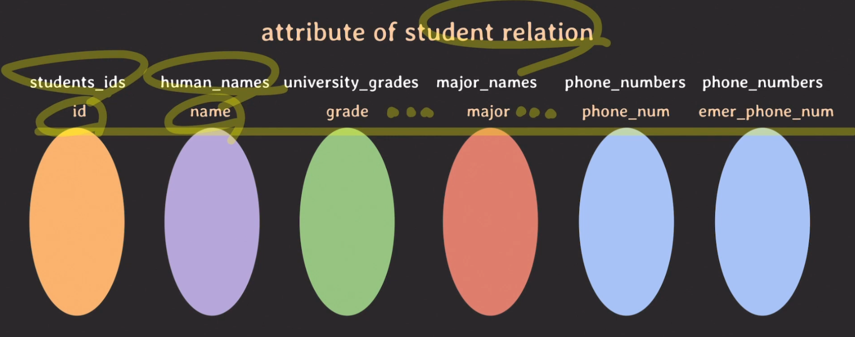 attribute of student relation
students_ids human_names university_grades major_names phone_numbers phone_numbers
id name grade major phone_num emer_phone_num